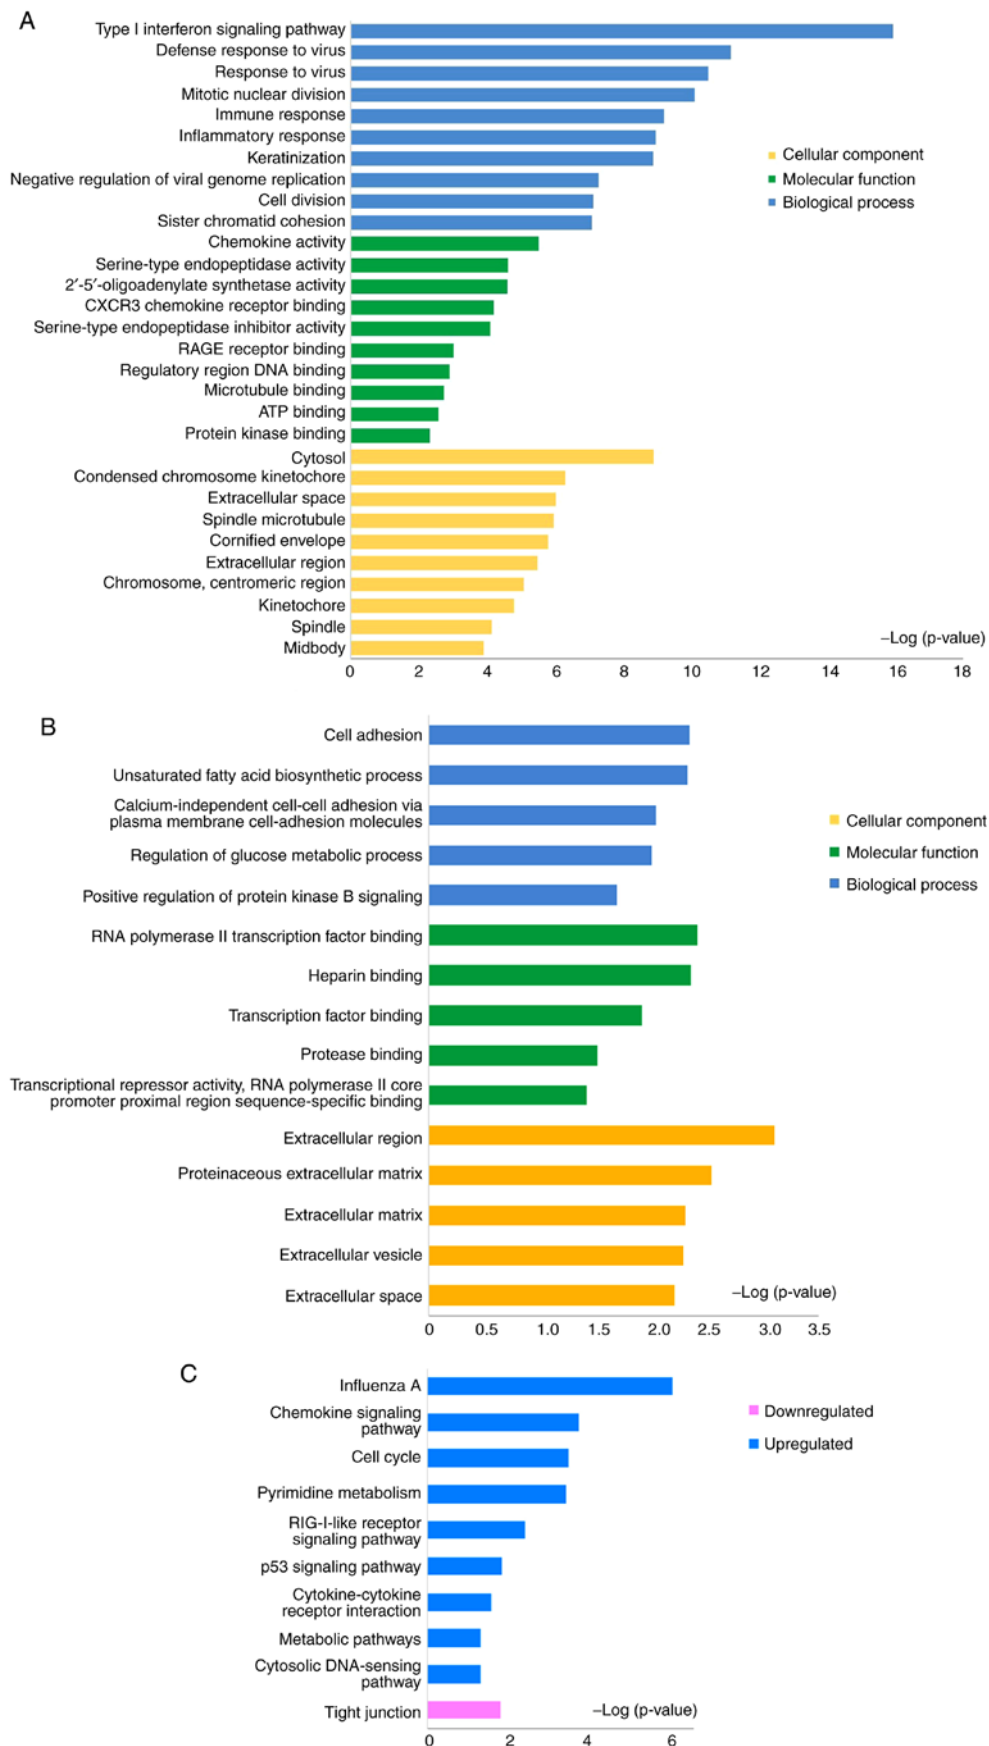 A
Type I interferon signaling pathway
Defense response to virus
Response to virus
Mitotic nuclear division
Immune response
Inflammatory response
Keratinization
Negative regulation of viral genome replication
Cell division
Sister chromatid cohesion
Chemokine activity
Serine-type endopeptidase activity
2′-5′-oligoadenylate synthetase activity
CXCR3 chemokine receptor binding
Serine-type endopeptidase inhibitor activity
RAGE receptor binding
Regulatory region DNA binding
Microtubule binding
ATP binding
Protein kinase binding
Cytosol
Condensed chromosome kinetochore
Extracellular space
Spindle microtubule
Cornified envelope
Extracellular region
Chromosome, centromeric region
Kinetochore
Spindle
Midbody
Cellular component
Molecular function
Biological process
–Log (p-value)
0 2 4 6 8 10 12 14 16 18
B
Cell adhesion
Unsaturated fatty acid biosynthetic process
Calcium-independent cell-cell adhesion via
plasma membrane cell-adhesion molecules
Regulation of glucose metabolic process
Positive regulation of protein kinase B signaling
RNA polymerase II transcription factor binding
Heparin binding
Transcription factor binding
Protease binding
Transcriptional repressor activity, RNA polymerase II core
promoter proximal region sequence-specific binding
Extracellular region
Proteinaceous extracellular matrix
Extracellular matrix
Extracellular vesicle
Extracellular space
Cellular component
Molecular function
Biological process
–Log (p-value)
0 0.5 1.0 1.5 2.0 2.5 3.0 3.5
C
Influenza A
Chemokine signaling
pathway
Cell cycle
Pyrimidine metabolism
RIG-I-like receptor
signaling pathway
p53 signaling pathway
Cytokine-cytokine
receptor interaction
Metabolic pathways
Cytosolic DNA-sensing
pathway
Tight junction
Downregulated
Upregulated
–Log (p-value)
0 2 4 6